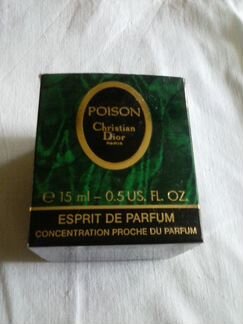 POISON
Christian
Dior
PARIS
℮ 15 ml – 0.5 US. FL. OZ.
ESPRIT DE PARFUM
CONCENTRATION PROCHE DU PARFUM